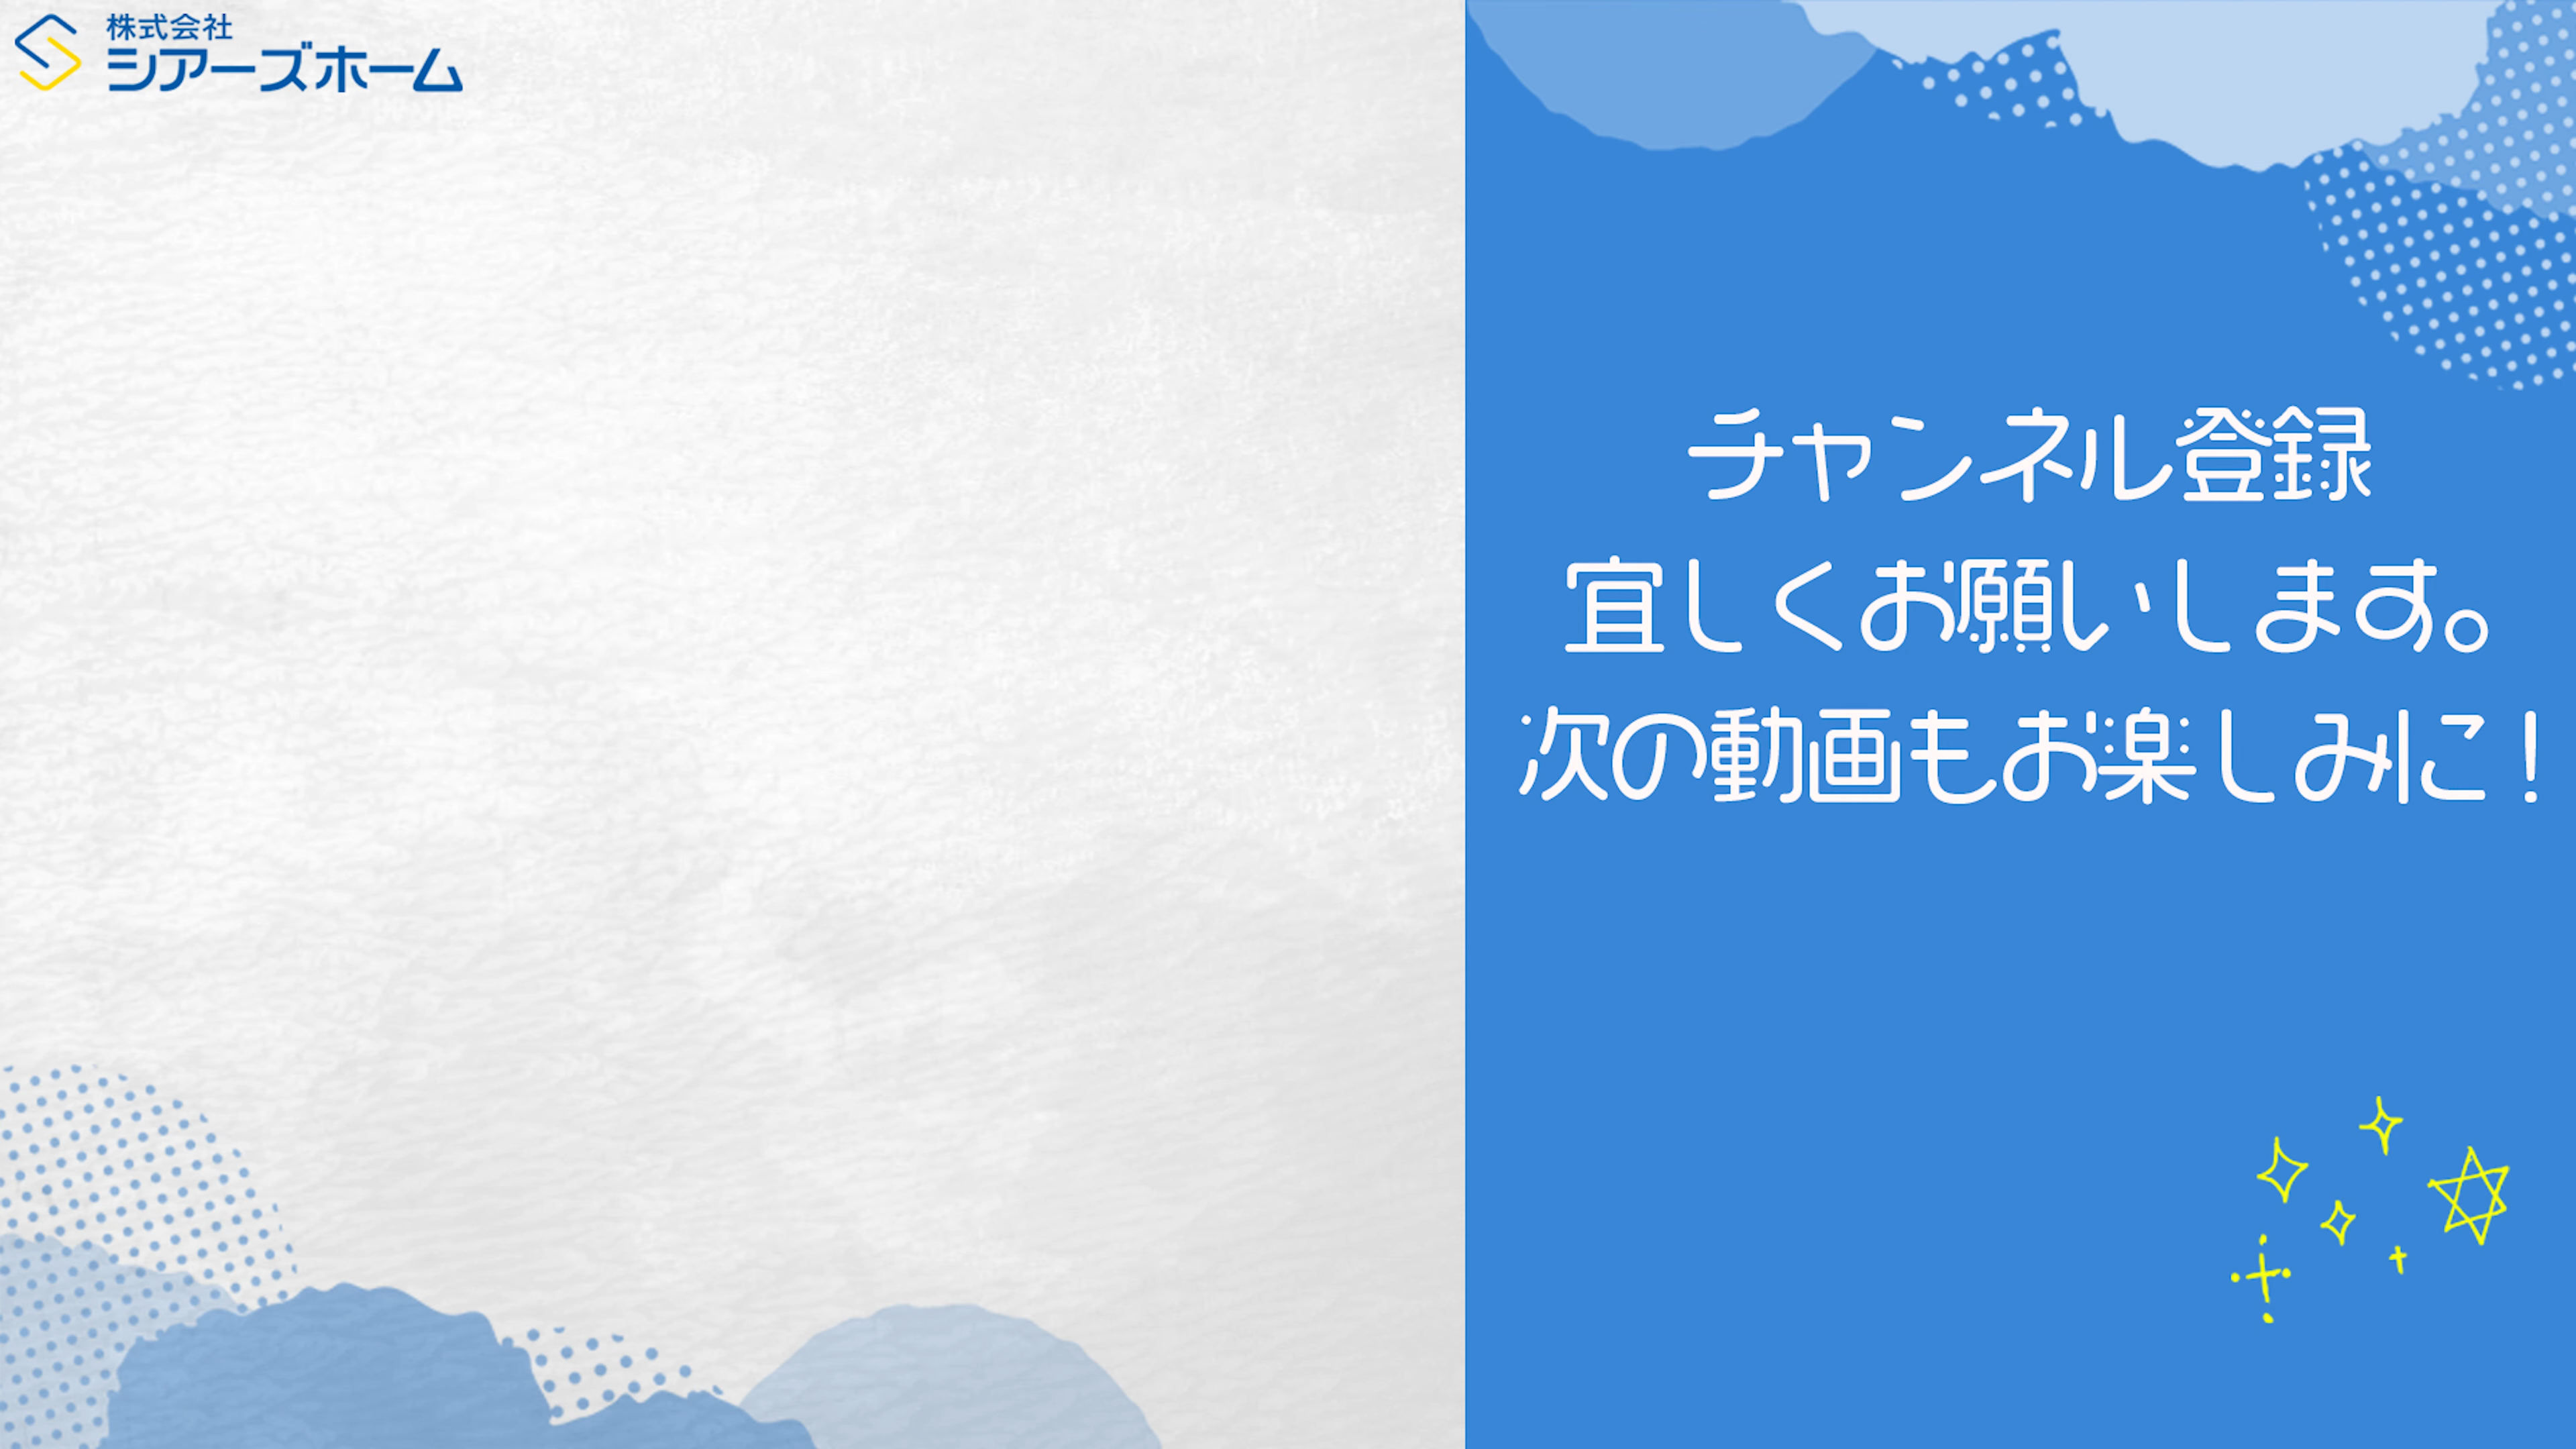 株式会社
シアーズホーム
チャンネル登録
宜しくお願いします。
次の動画もお楽しみに！